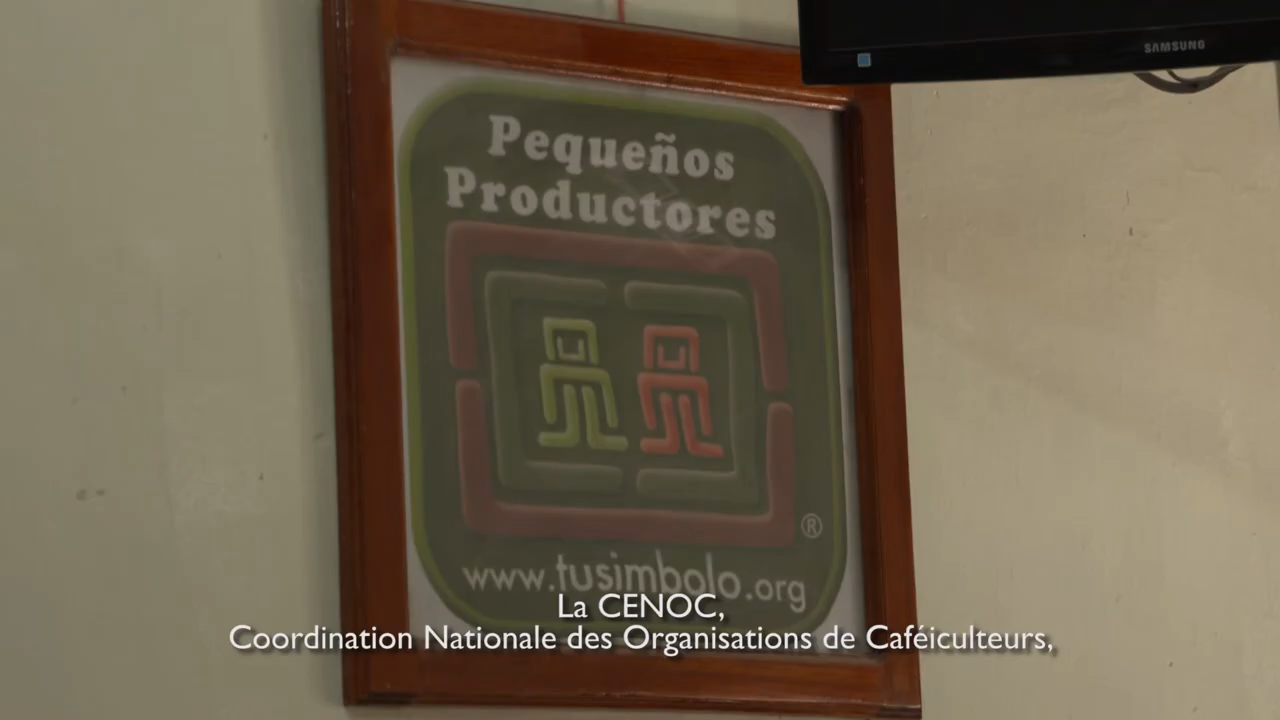 SAMSUNG
Pequeños
Productores
®
www.tusimbolo.org
La CENOC,
Coordination Nationale des Organisations de Caféiculteurs,